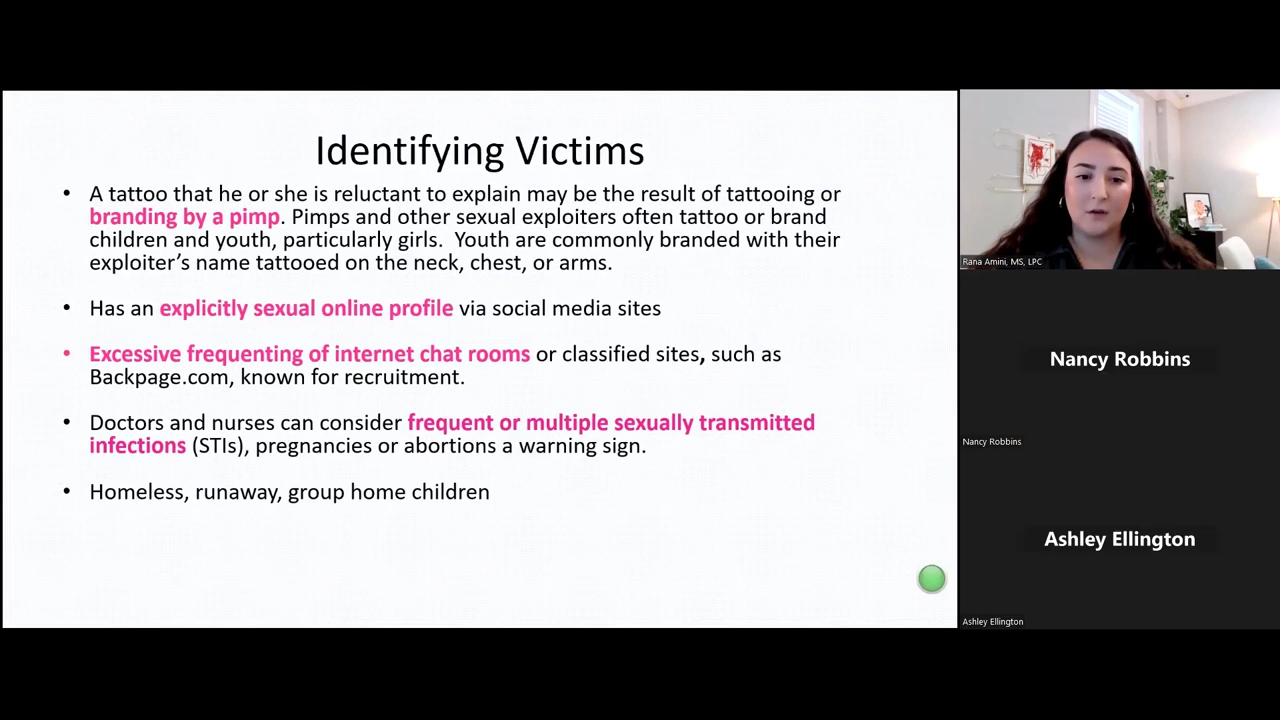 Identifying Victims
• A tattoo that he or she is reluctant to explain may be the result of tattooing or
branding by a pimp. Pimps and other sexual exploiters often tattoo or brand
children and youth, particularly girls.  Youth are commonly branded with their
exploiter’s name tattooed on the neck, chest, or arms.
• Has an explicitly sexual online profile via social media sites
• Excessive frequenting of internet chat rooms or classified sites, such as
Backpage.com, known for recruitment.
• Doctors and nurses can consider frequent or multiple sexually transmitted
infections (STIs), pregnancies or abortions a warning sign.
• Homeless, runaway, group home children
Rana Amini, MS, LPC
Nancy Robbins
Nancy Robbins
Ashley Ellington
Ashley Ellington